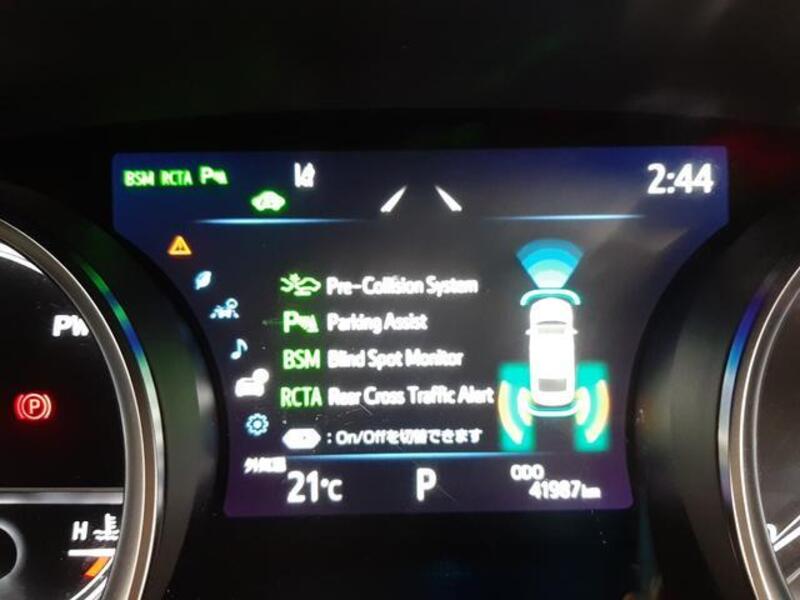 BSM RCTA P
2:44
Pre-Collision System
P Parking Assist
BSM Blind Spot Monitor
RCTA Rear Cross Traffic Alert
: On/Offを切替できます
外気温
21°C
P
ODO
41987km
P
H